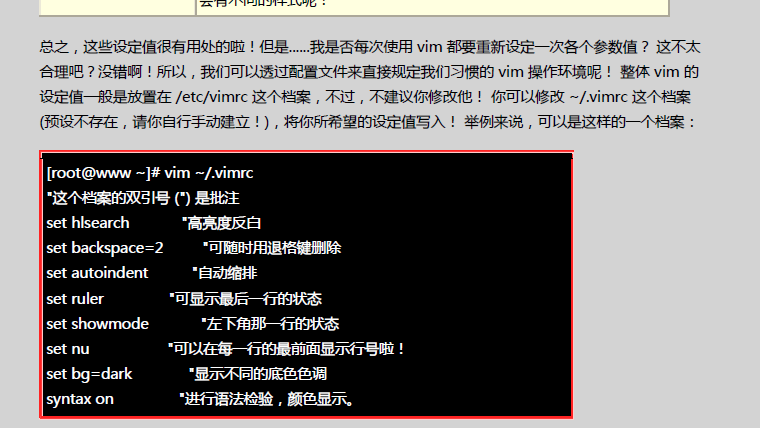 会有不同的样式呢！
总之，这些设定值很有用处的啦！但是......我是否每次使用 vim 都要重新设定一次各个参数值？ 这不太
合理吧？没错啊！所以，我们可以透过配置文件来直接规定我们习惯的 vim 操作环境呢！ 整体 vim 的
设定值一般是放置在 /etc/vimrc 这个档案，不过，不建议你修改他！ 你可以修改 ~/.vimrc 这个档案
(预设不存在，请你自行手动建立！)，将你所希望的设定值写入！ 举例来说，可以是这样的一个档案：
[root@www ~]# vim ~/.vimrc
"这个档案的双引号 (") 是批注
set hlsearch "高亮度反白
set backspace=2 "可随时用退格键删除
set autoindent "自动缩排
set ruler "可显示最后一行的状态
set showmode "左下角那一行的状态
set nu "可以在每一行的最前面显示行号啦！
set bg=dark "显示不同的底色色调
syntax on "进行语法检验，颜色显示。